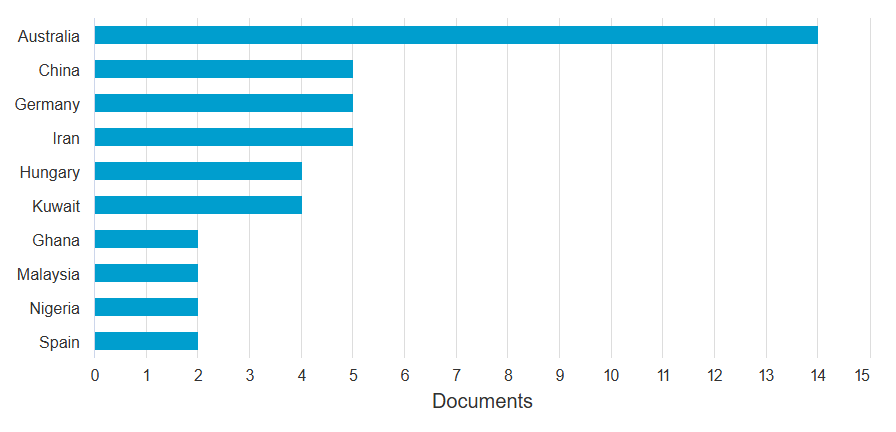 Australia
China
Germany
Iran
Hungary
Kuwait
Ghana
Malaysia
Nigeria
Spain
0 1 2 3 4 5 6 7 8 9 10 11 12 13 14 15
Documents